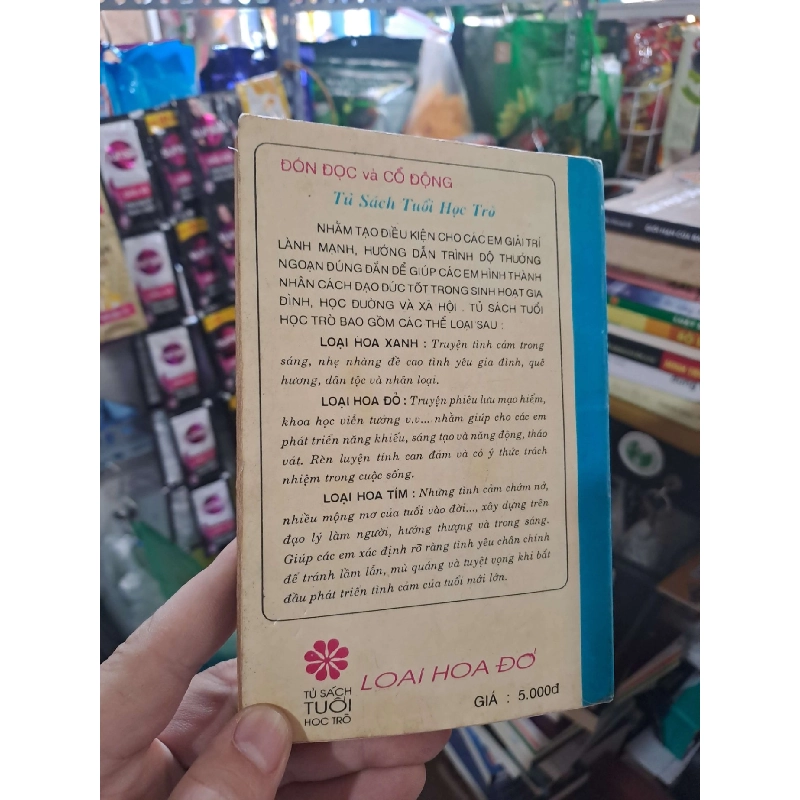 ĐÓN ĐỌC và CỔ ĐỘNG
Tủ Sách Tuổi Học Trò
NHẰM TẠO ĐIỀU KIỆN CHO CÁC EM GIẢI TRÍ
LÀNH MẠNH, HƯỚNG DẪN TRÌNH ĐỘ THƯỞNG
NGOẠN ĐÚNG ĐẮN ĐỂ GIÚP CÁC EM HÌNH THÀNH
NHÂN CÁCH ĐẠO ĐỨC TỐT TRONG SINH HOẠT GIA
ĐÌNH, HỌC ĐƯỜNG VÀ XÃ HỘI . TỦ SÁCH TUỔI
HỌC TRÒ BAO GỒM CÁC THỂ LOẠI SAU :
LOẠI HOA XANH : Truyện tình cảm trong
sáng, nhẹ nhàng đề cao tình yêu gia đình, quê
hương, dân tộc và nhân loại.
LOẠI HOA ĐỎ : Truyện phiêu lưu mạo hiểm,
khoa học viễn tưởng v.v... nhằm giúp cho các em
phát triển năng khiếu, sáng tạo và năng động, tháo
vát. Rèn luyện tính can đảm và có ý thức trách
nhiệm trong cuộc sống.
LOẠI HOA TÍM : Những tình cảm chớm nở,
nhiều mộng mơ của tuổi vào đời..., xây dựng trên
đạo lý làm người, hướng thượng và trong sáng.
Giúp các em xác định rõ ràng tình yêu chân chính
để tránh lầm lẫn, mù quáng và tuyệt vọng khi bắt
đầu phát triển tình cảm của tuổi mới lớn.
TỦ SÁCH
TUỔI
HỌC TRÒ
LOẠI HOA ĐỎ
GIÁ : 5.000đ